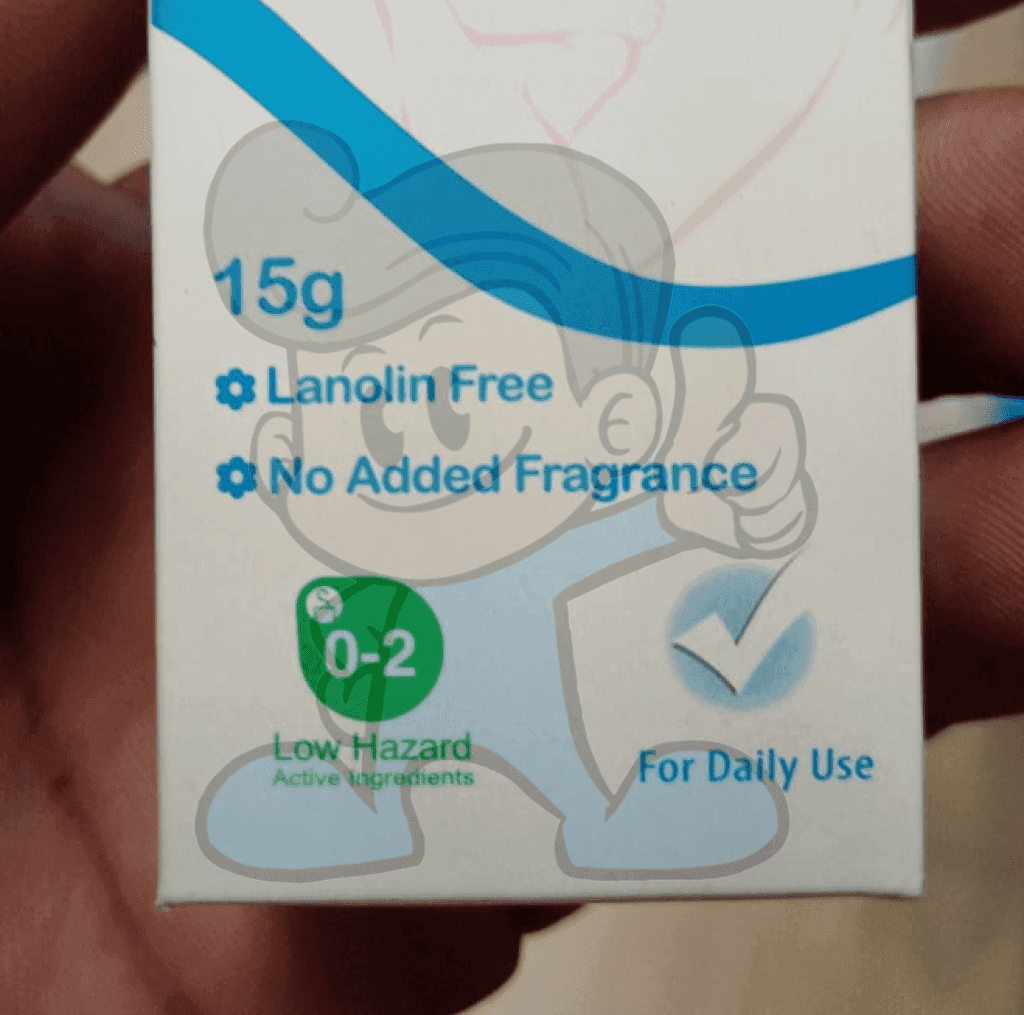 15g
Lanolin Free
No Added Fragrance
0-2
Low Hazard
Active Ingredients
For Daily Use